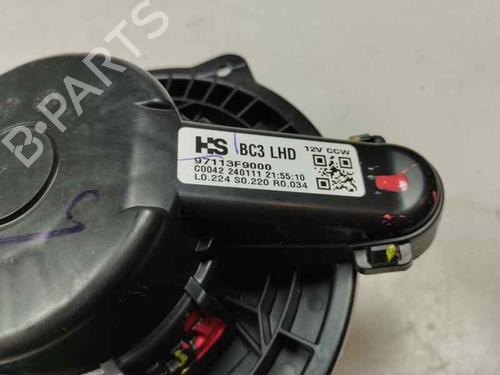 B-PARTS
HS BC3 LHD 12V CCW
97113F9000
C0042 240111 21:55:10
L0.224 S0.220 R0.034